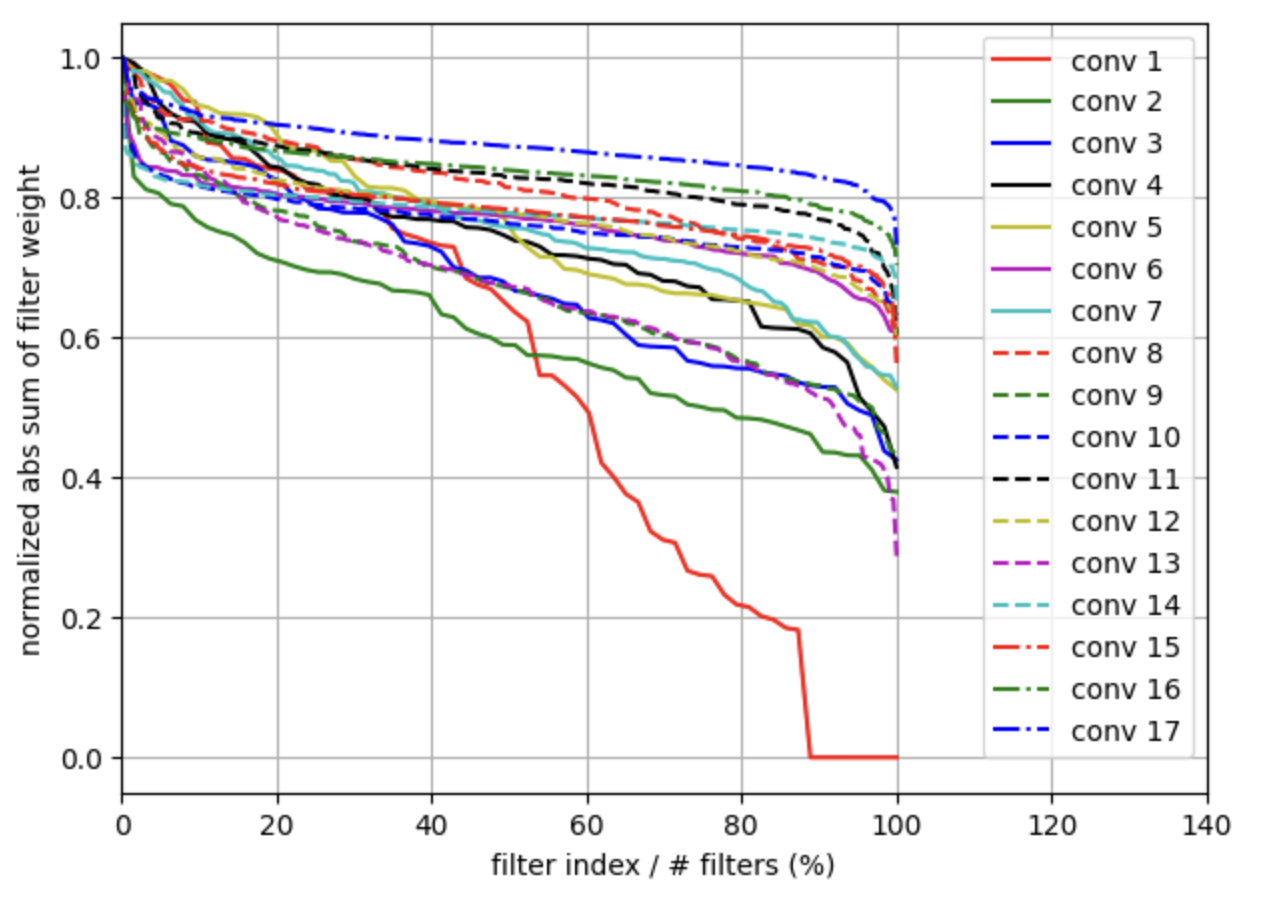 normalized abs sum of filter weight
1.0
0.8
0.6
0.4
0.2
0.0
0 20 40 60 80 100 120 140
filter index / # filters (%)
conv 1
conv 2
conv 3
conv 4
conv 5
conv 6
conv 7
conv 8
conv 9
conv 10
conv 11
conv 12
conv 13
conv 14
conv 15
conv 16
conv 17